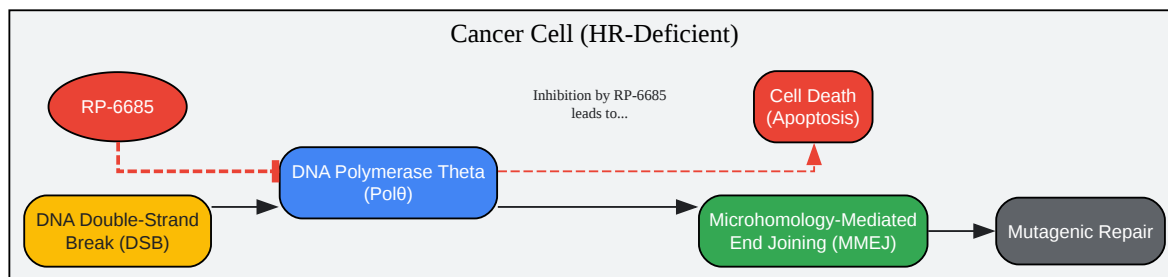 Cancer Cell (HR-Deficient)
RP-6685
Inhibition by RP-6685
leads to...
Cell Death
(Apoptosis)
DNA Polymerase Theta
(Polθ)
DNA Double-Strand
Break (DSB)
Microhomology-Mediated
End Joining (MMEJ)
Mutagenic Repair